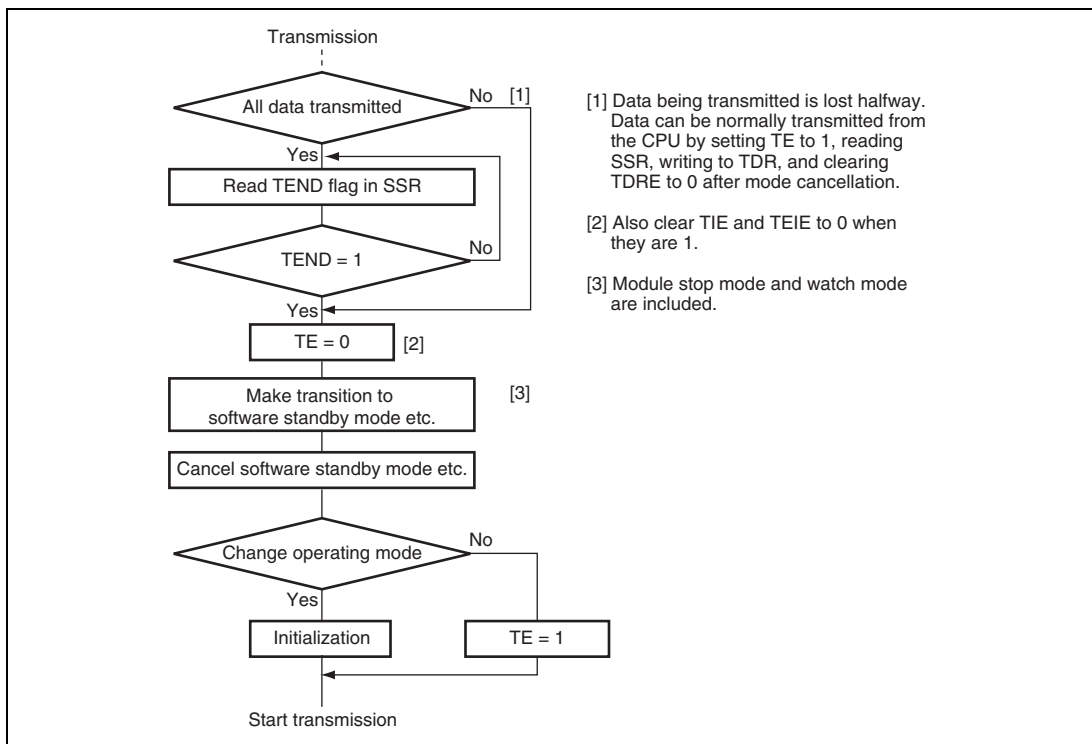 Transmission
All data transmitted
No [1]
Yes
Read TEND flag in SSR
TEND = 1
No
Yes
TE = 0 [2]
Make transition to
software standby mode etc.
[3]
Cancel software standby mode etc.
Change operating mode
No
Yes
Initialization
TE = 1
Start transmission
[1] Data being transmitted is lost halfway.
Data can be normally transmitted from
the CPU by setting TE to 1, reading
SSR, writing to TDR, and clearing
TDRE to 0 after mode cancellation.
[2] Also clear TIE and TEIE to 0 when
they are 1.
[3] Module stop mode and watch mode
are included.